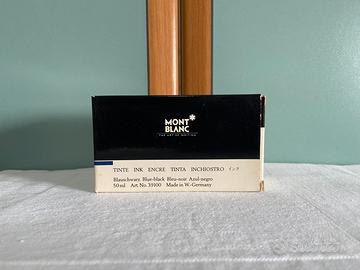 MONT
BLANC
THE ART OF WRITING
TINTE INK ENCRE TINTA INCHIOSTRO インク
Blauschwarz Blue-black Bleu-noir Azul-negro
50 ml Art. No. 35100 Made in W.-Germany
subito